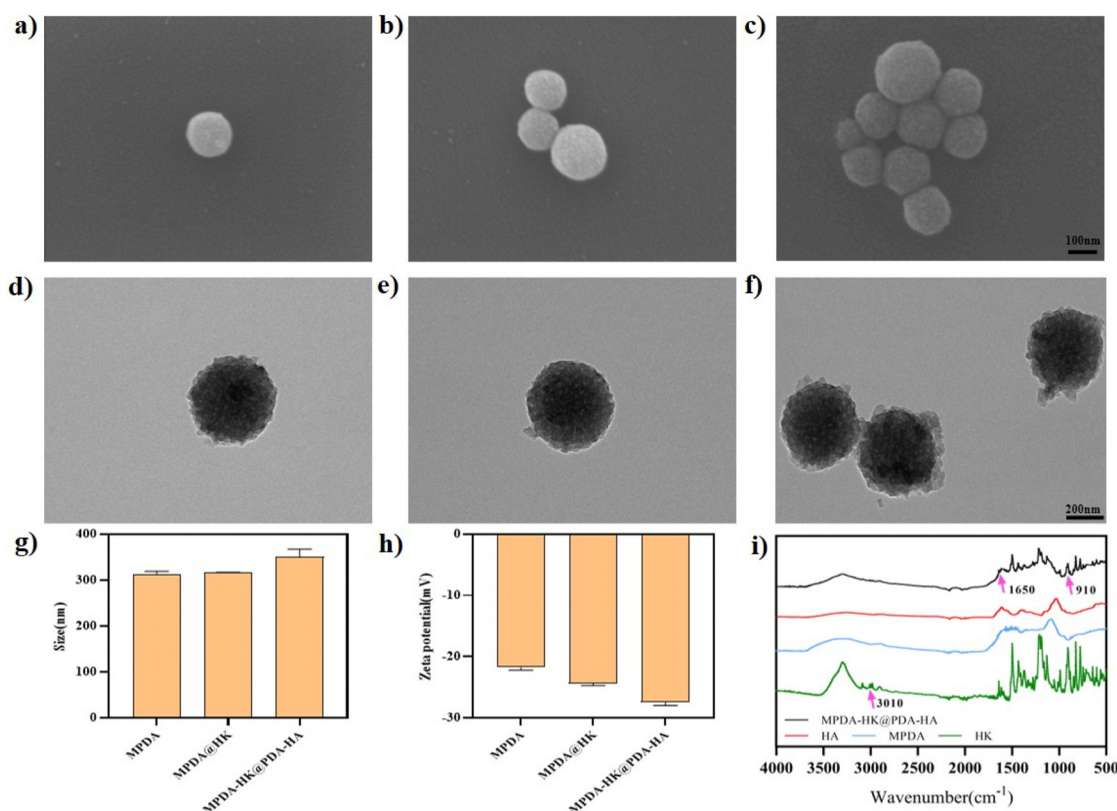 a)
b)
c)
100nm
d)
e)
f)
200nm
g)
400
300
200
100
0
Size(nm)
MPDA
MPDA@HK
MPDA-HK@PDA-HA
h)
0
-10
-20
-30
Zeta potential(mV)
MPDA
MPDA@HK
MPDA-HK@PDA-HA
i)
1650
910
3010
MPDA-HK@PDA-HA
HA MPDA HK
4000 3500 3000 2500 2000 1500 1000 500
Wavenumber(cm⁻¹)